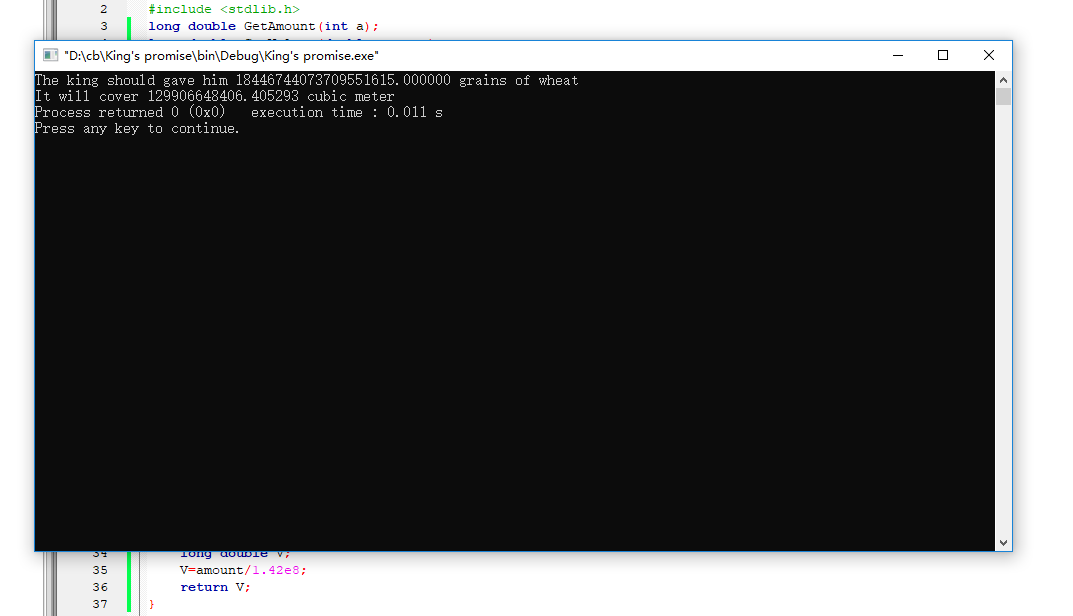 2 #include <stdlib.h>
3 long double GetAmount(int a);
"D:\cb\King's promise\bin\Debug\King's promise.exe"
The king should gave him 18446744073709551615.000000 grains of wheat
It will cover 129906648406.405293 cubic meter
Process returned 0 (0x0)   execution time : 0.011 s
Press any key to continue.
34 long double V;
35 V=amount/1.42e8;
36 return V;
37 }